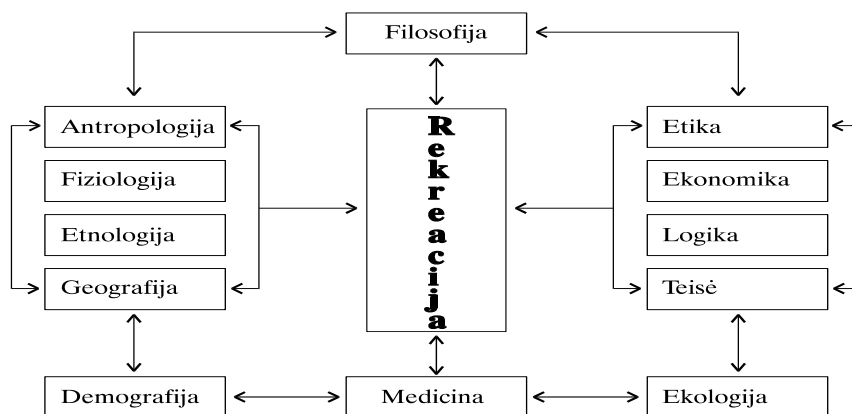 Filosofija
Antropologija
Fiziologija
Etnologija
Geografija
Rekreacija
Etika
Ekonomika
Logika
Teisė
Demografija
Medicina
Ekologija